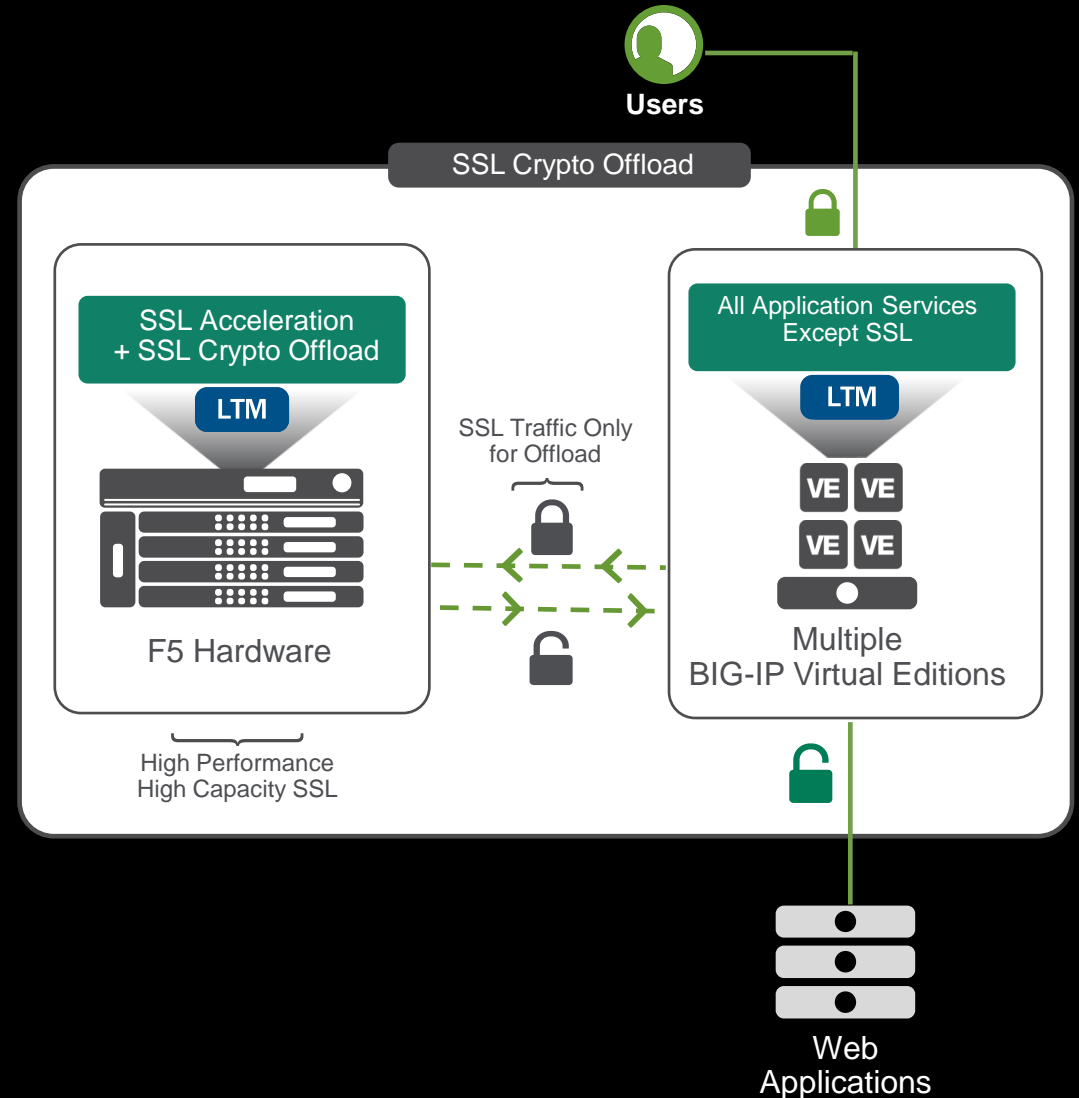 Users
SSL Crypto Offload
SSL Acceleration
+ SSL Crypto Offload
LTM
F5 Hardware
High Performance
High Capacity SSL
SSL Traffic Only
for Offload
All Application Services
Except SSL
LTM
VE VE
VE VE
Multiple
BIG-IP Virtual Editions
Web
Applications